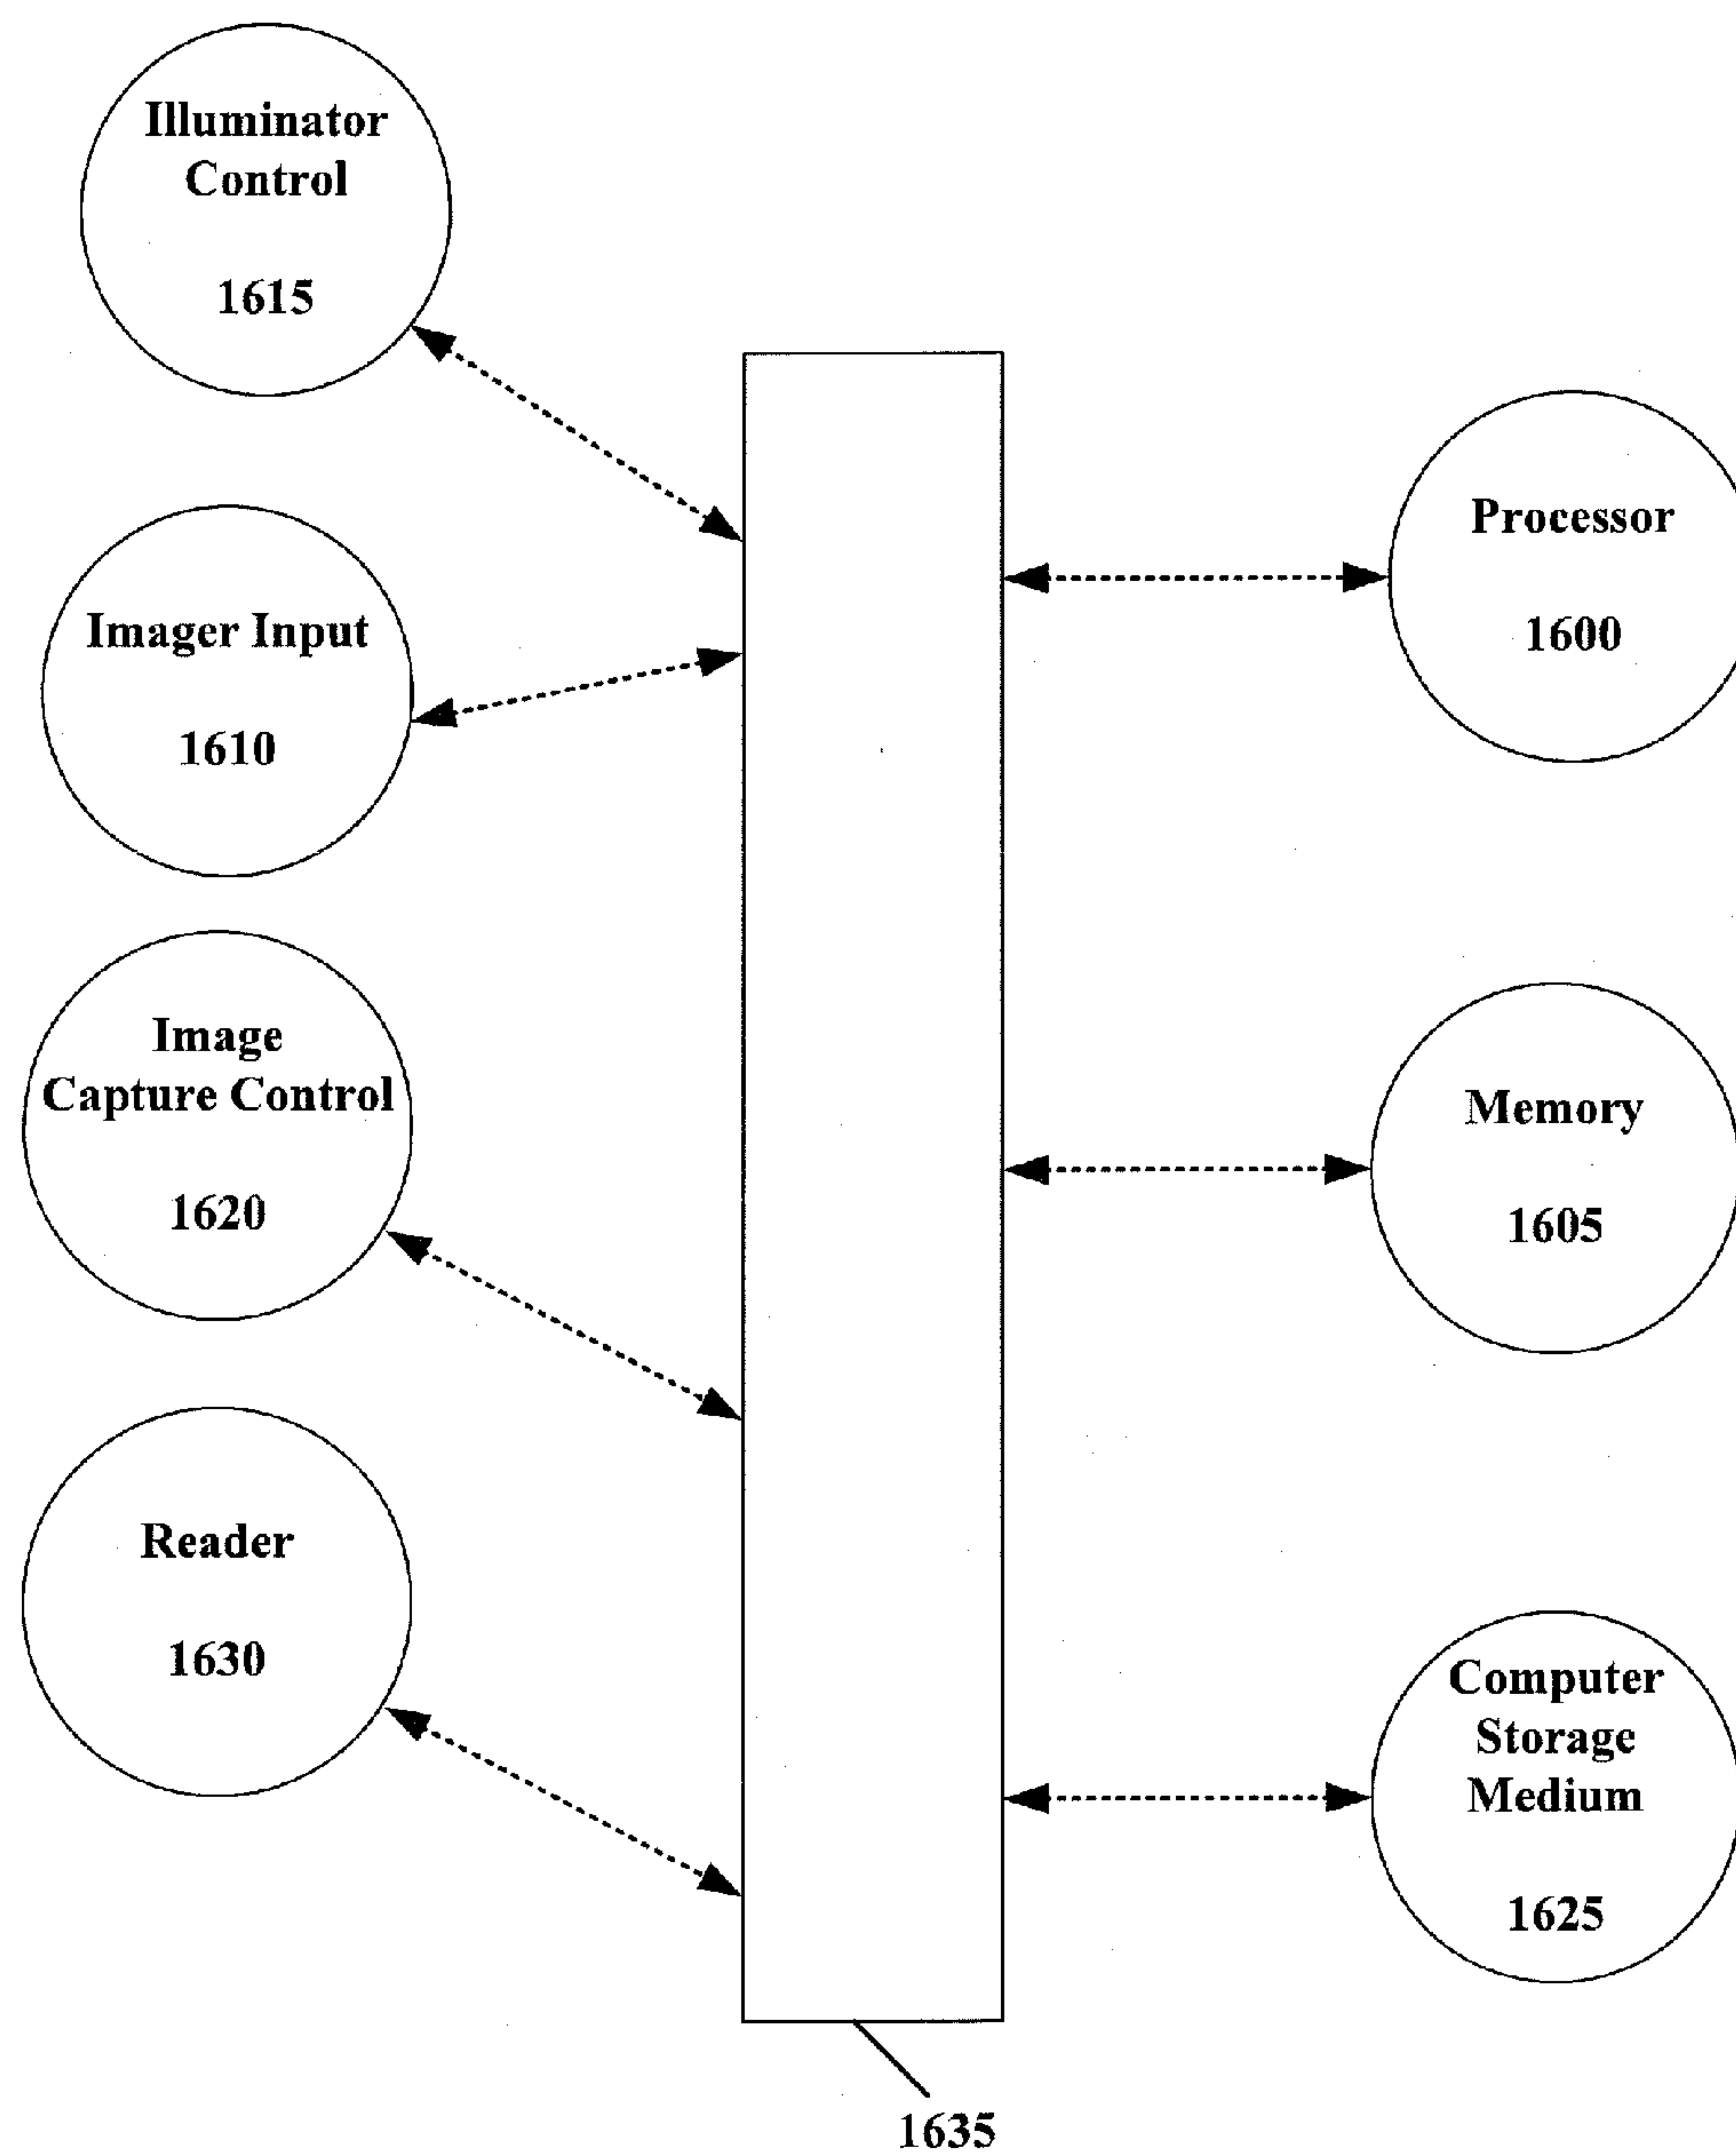 Illuminator
Control
1615
Imager Input
1610
Image
Capture Control
1620
Reader
1630
Processor
1600
Memory
1605
Computer
Storage
Medium
1625
1635